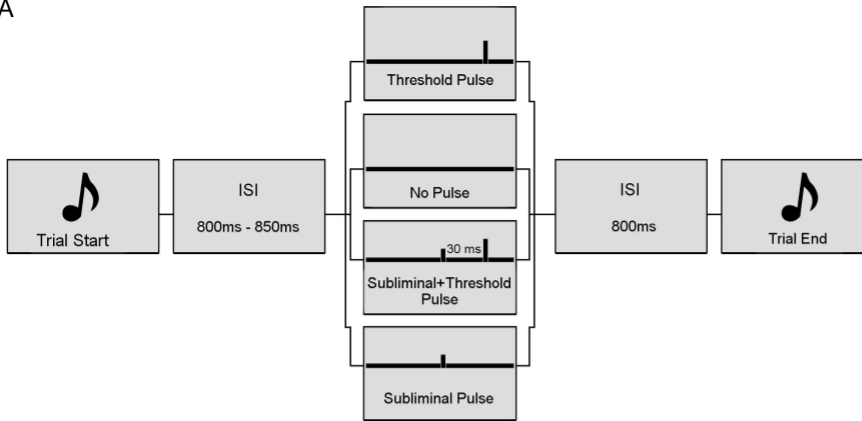 A
Threshold Pulse
No Pulse
Trial Start
ISI
800ms - 850ms
30 ms
Subliminal+Threshold
Pulse
Subliminal Pulse
ISI
800ms
Trial End